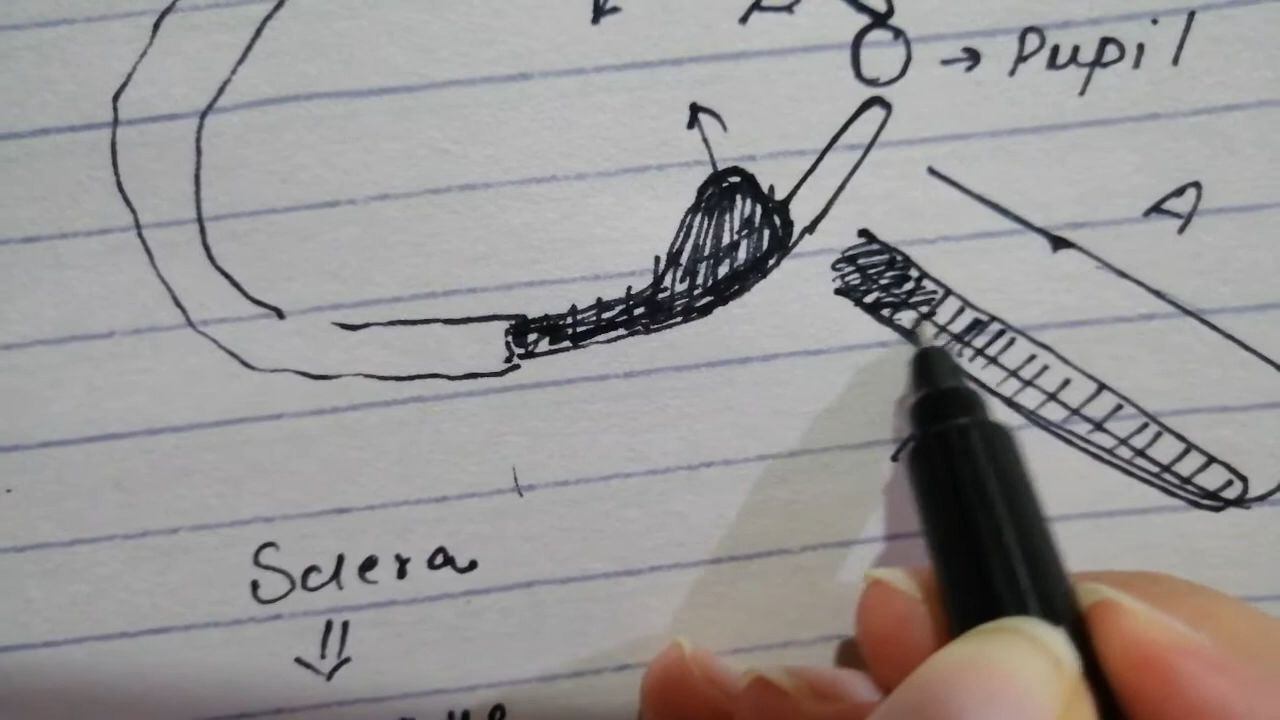 → Pupil
A
Sclera
⇓